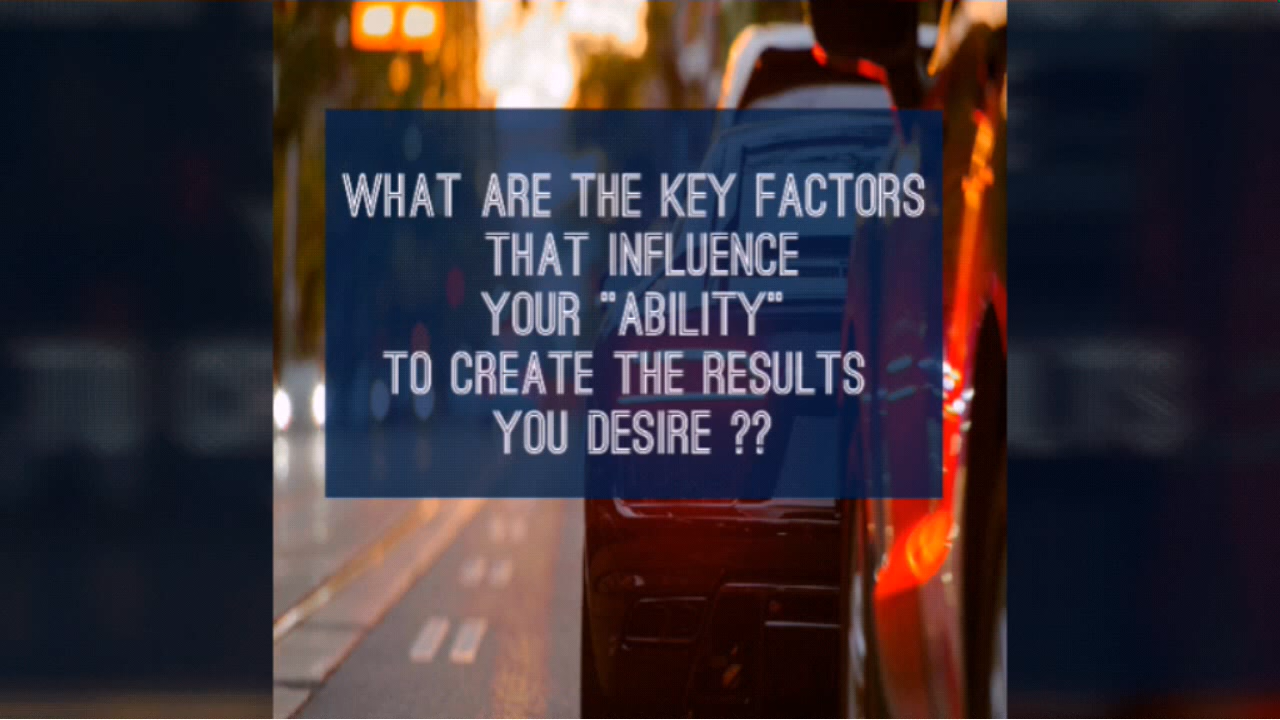 WHAT ARE THE KEY FACTORS
THAT INFLUENCE
YOUR "ABILITY"
TO CREATE THE RESULTS
YOU DESIRE ??